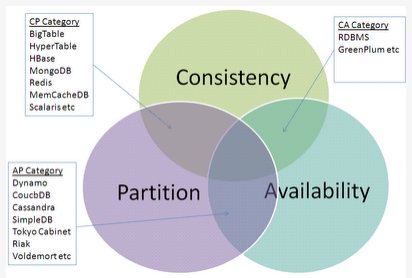 CP Category
BigTable
HyperTable
HBase
MongoDB
Redis
MemCacheDB
Scalaris etc
CA Category
RDBMS
GreenPlum etc
Consistency
Partition
Availability
AP Category
Dynamo
CoucbDB
Cassandra
SimpleDB
Tokyo Cabinet
Riak
Voldemort etc